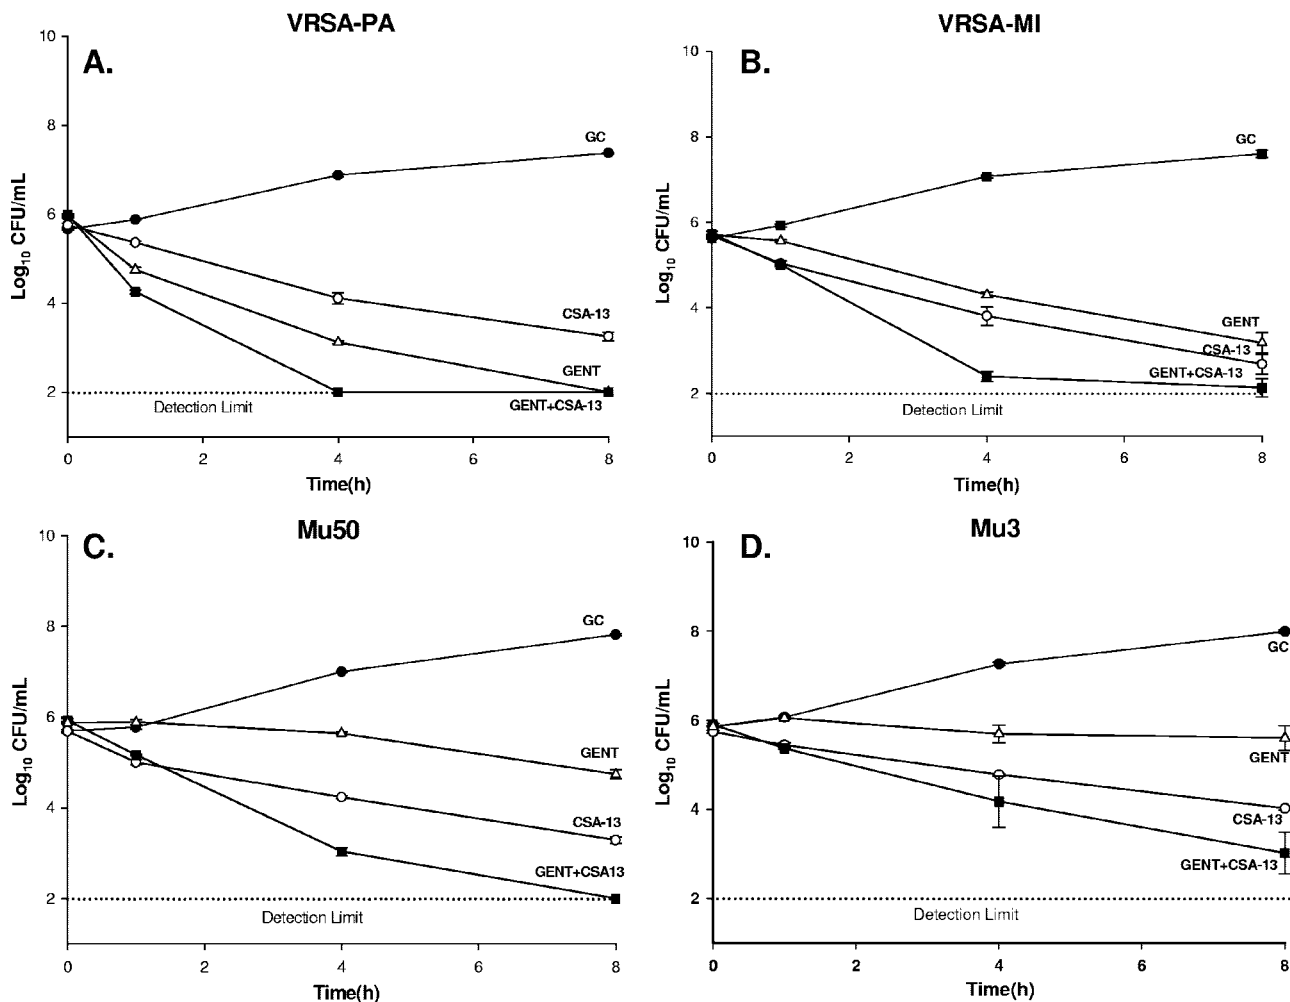 VRSA-PA
A.
10
8
6
4
2
Log10 CFU/mL
GC
CSA-13
GENT
GENT+CSA-13
Detection Limit
0 2 4 6 8
Time(h)
VRSA-MI
B.
10
8
6
4
2
Log10 CFU/mL
GC
GENT
CSA-13
GENT+CSA-13
Detection Limit
0 2 4 6 8
Time(h)
Mu50
C.
10
8
6
4
2
Log10 CFU/mL
GC
GENT
CSA-13
GENT+CSA13
Detection Limit
0 2 4 6 8
Time(h)
Mu3
D.
10
8
6
4
2
Log10 CFU/mL
GC
GENT
CSA-13
GENT+CSA-13
Detection Limit
0 2 4 6 8
Time(h)